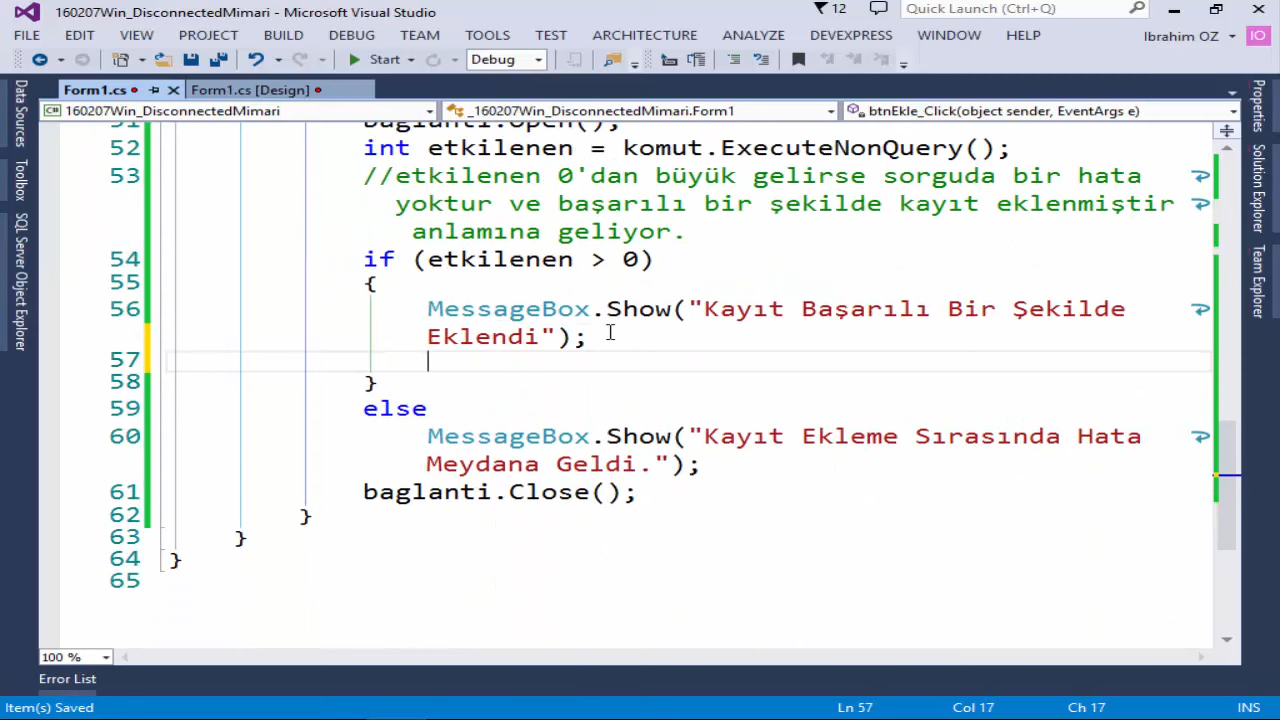 160207Win_DisconnectedMimari - Microsoft Visual Studio
12
Quick Launch (Ctrl+Q)
FILE EDIT VIEW PROJECT BUILD DEBUG TEAM TOOLS TEST ARCHITECTURE ANALYZE DEVEXPRESS WINDOW HELP
Ibrahim OZ IO
Start Debug
Form1.cs Form1.cs [Design]
160207Win_DisconnectedMimari _160207Win_DisconnectedMimari.Form1 btnEkle_Click(object sender, EventArgs e)
Data Sources
Toolbox
SQL Server Object Explorer
51 baglanti.Open();
52 int etkilenen = komut.ExecuteNonQuery();
53 //etkilenen 0'dan büyük gelirse sorguda bir hata
yoktur ve başarılı bir şekilde kayıt eklenmiştir
anlamına geliyor.
54 if (etkilenen > 0)
55 {
56 MessageBox.Show("Kayıt Başarılı Bir Şekilde
Eklendi");
57
58 }
59 else
60 MessageBox.Show("Kayıt Ekleme Sırasında Hata
Meydana Geldi.");
61 baglanti.Close();
62 }
63 }
64 }
65
Properties
Solution Explorer
Team Explorer
100 %
Error List
Item(s) Saved Ln 57 Col 17 Ch 17 INS